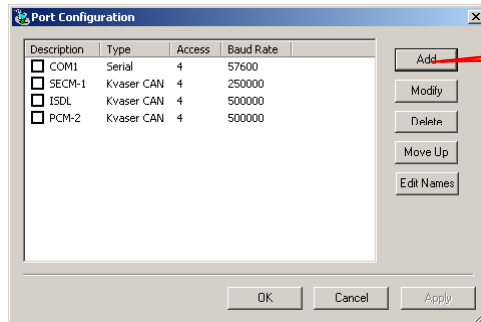 Port Configuration
Description Type Access Baud Rate
COM1 Serial 4 57600
SECM-1 Kvaser CAN 4 250000
ISDL Kvaser CAN 4 500000
PCM-2 Kvaser CAN 4 500000
Add
Modify
Delete
Move Up
Edit Names
OK Cancel Apply